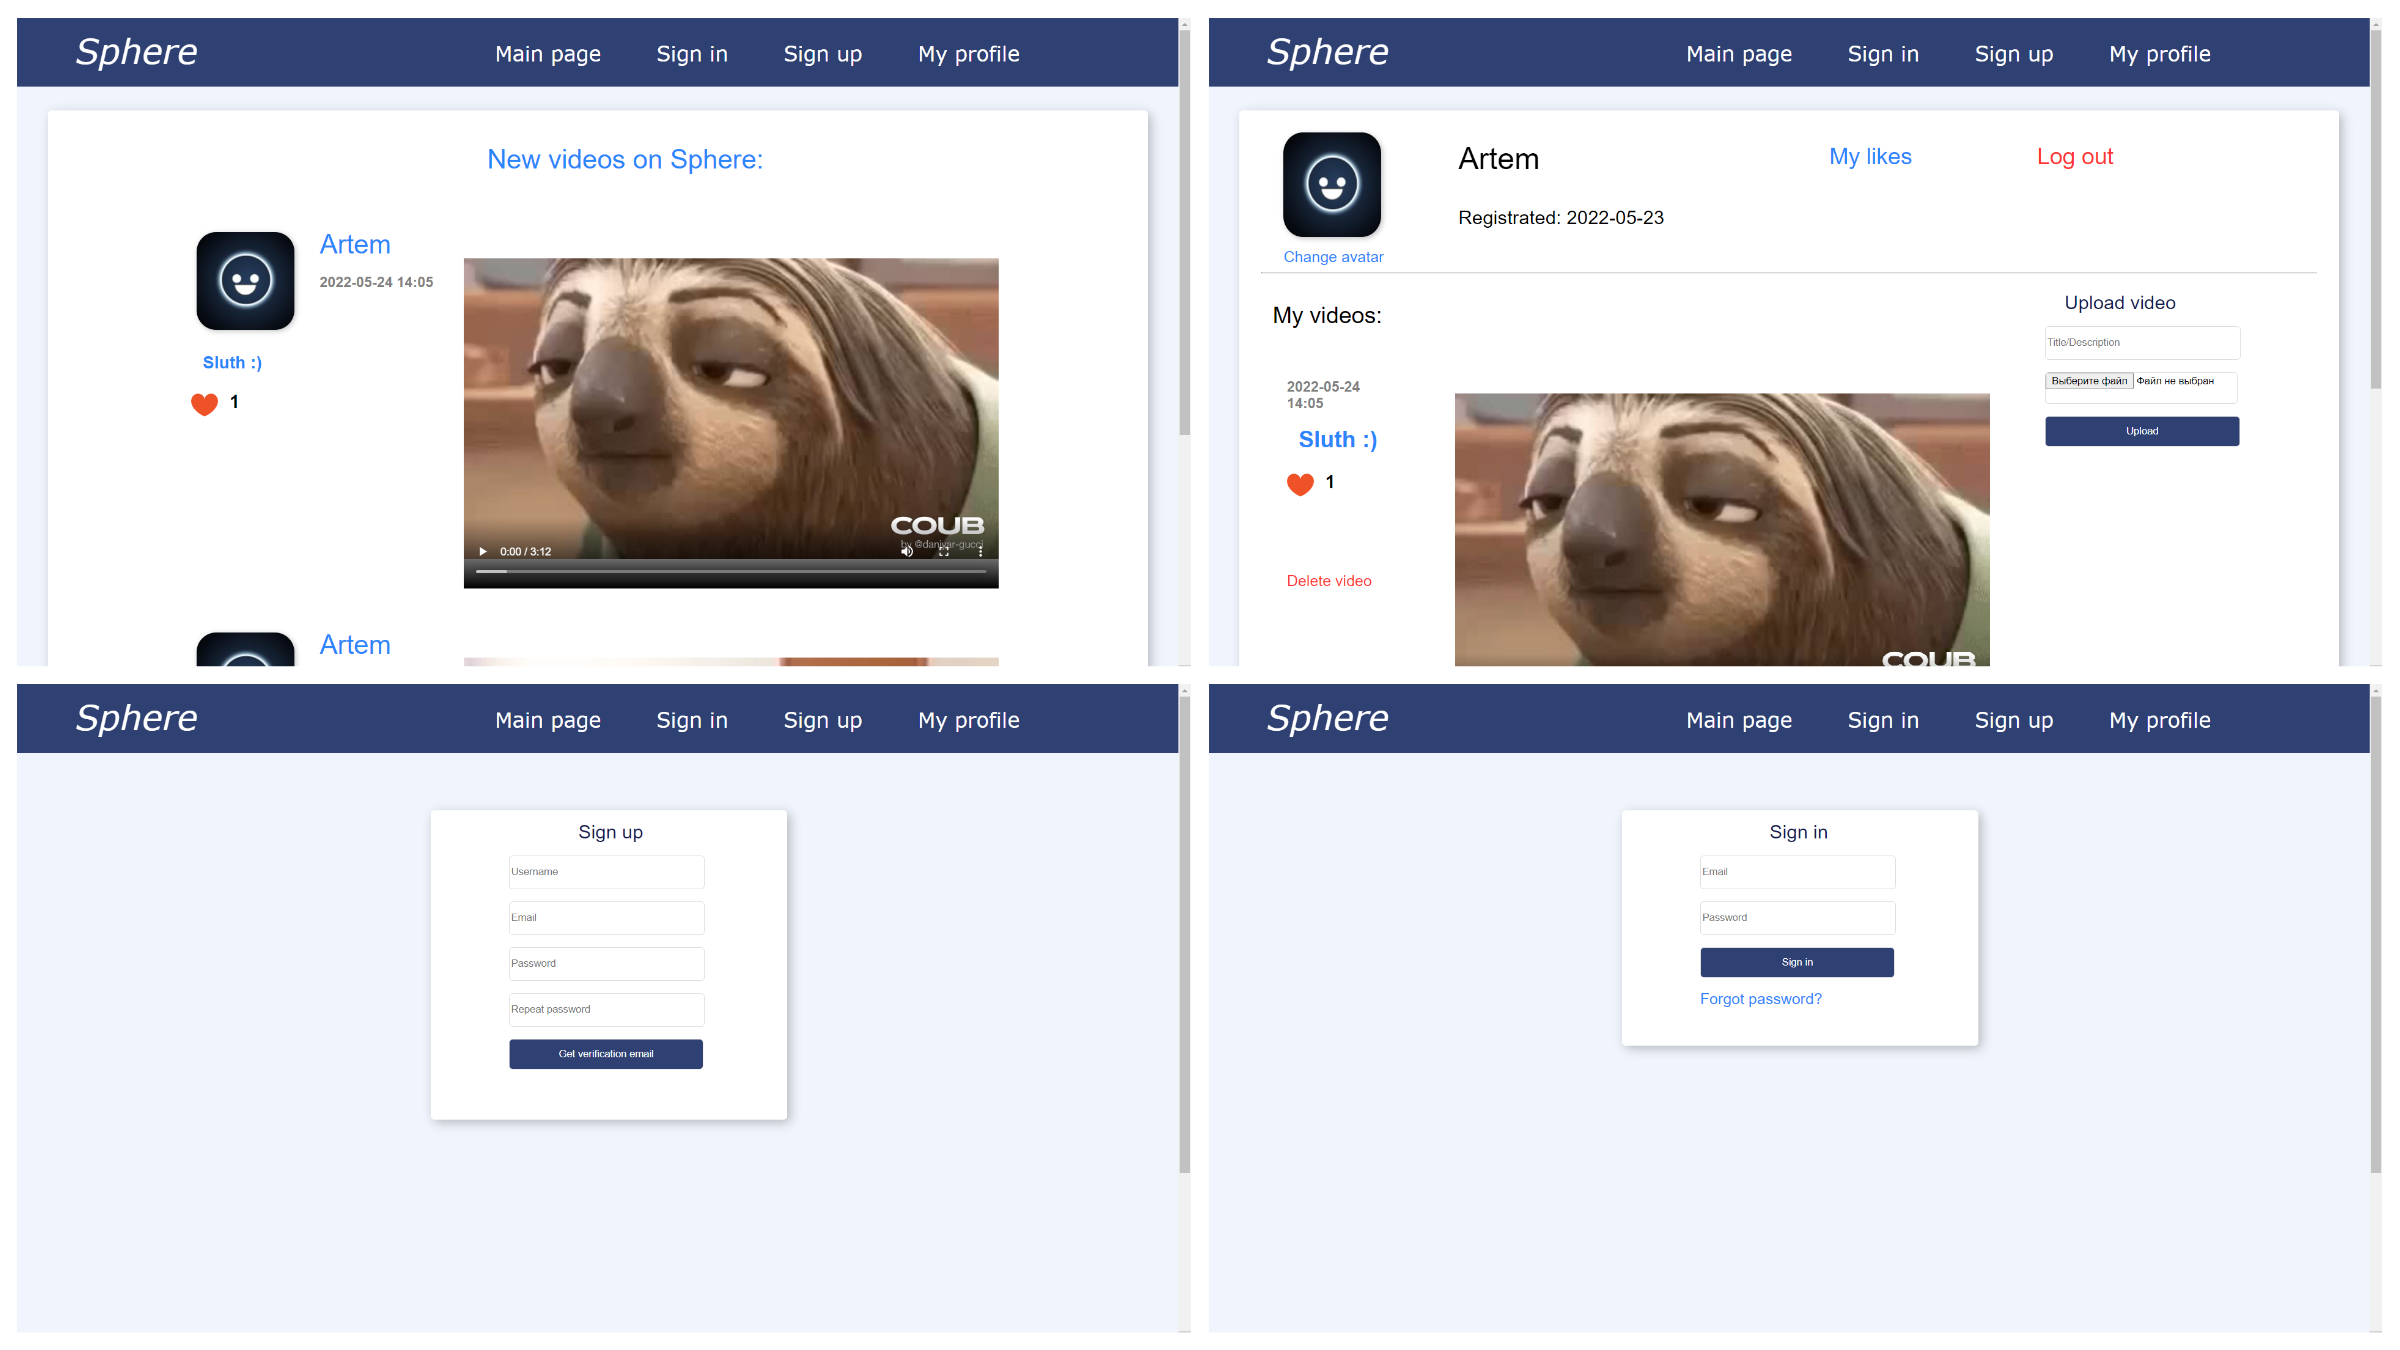 Sphere
Main page Sign in Sign up My profile
New videos on Sphere:
Artem
2022-05-24 14:05
Sluth :)
1
COUB
by @daniyar-gucci
0:00 / 3:12
Artem
Sphere
Main page Sign in Sign up My profile
Artem
My likes
Log out
Registrated: 2022-05-23
Change avatar
My videos:
Upload video
Title/Description
Выберите файл Файл не выбран
Upload
2022-05-24
14:05
Sluth :)
1
Delete video
COUB
Sphere
Main page Sign in Sign up My profile
Sign up
Username
Email
Password
Repeat password
Get verification email
Sphere
Main page Sign in Sign up My profile
Sign in
Email
Password
Sign in
Forgot password?